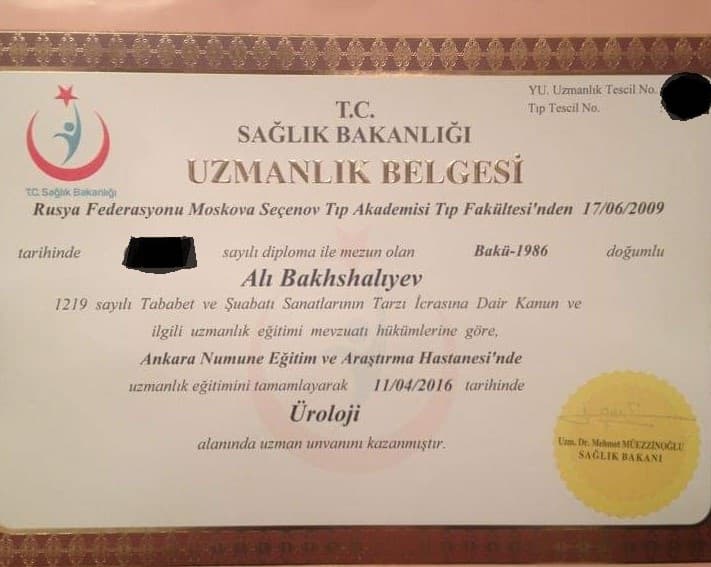 YU. Uzmanlık Tescil No.
Tıp Tescil No.
T.C.
SAĞLIK BAKANLIĞI
UZMANLIK BELGESİ
T.C. Sağlık Bakanlığı
Rusya Federasyonu Moskova Seçenov Tıp Akademisi Tıp Fakültesi'nden 17/06/2009
tarihinde sayılı diploma ile mezun olan Bakü-1986 doğumlu
Alı Bakhshalıyev
1219 sayılı Tababet ve Şuabatı Sanatlarının Tarzı İcrasına Dair Kanun ve
ilgili uzmanlık eğitimi mevzuatı hükümlerine göre,
Ankara Numune Eğitim ve Araştırma Hastanesi'nde
uzmanlık eğitimini tamamlayarak 11/04/2016 tarihinde
Üroloji
alanında uzman unvanını kazanmıştır.
Uzm. Dr. Mehmet MÜEZZİNOĞLU
SAĞLIK BAKANI